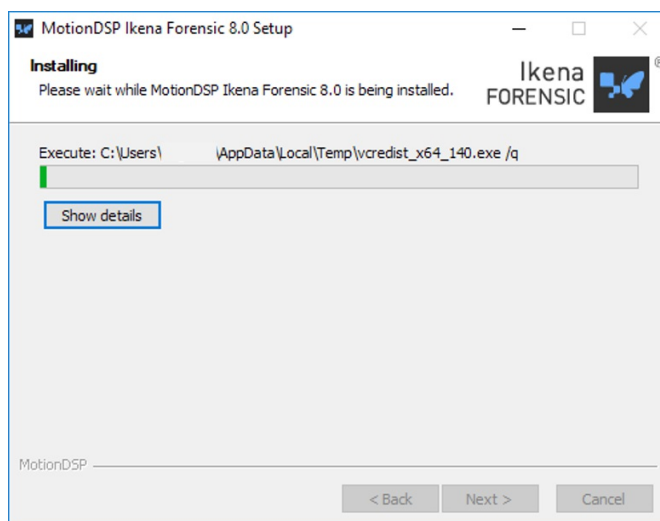 MotionDSP Ikena Forensic 8.0 Setup
Installing
Please wait while MotionDSP Ikena Forensic 8.0 is being installed.
Ikena
FORENSIC
®
Execute: C:\Users\ \AppData\Local\Temp\vcredist_x64_140.exe /q
Show details
MotionDSP
< Back
Next >
Cancel